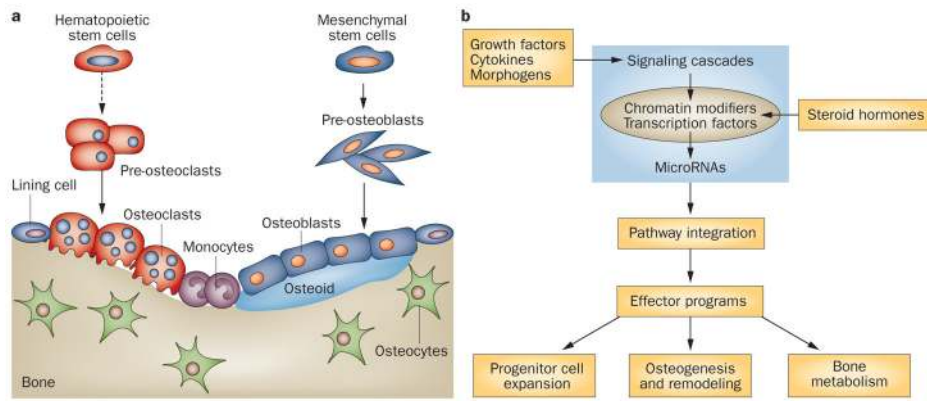 a
Hematopoietic
stem cells
Mesenchymal
stem cells
Pre-osteoblasts
Pre-osteoclasts
Lining cell
Osteoclasts
Osteoblasts
Monocytes
Osteoid
Osteocytes
Bone
b
Growth factors
Cytokines
Morphogens
Signaling cascades
Chromatin modifiers
Transcription factors
Steroid hormones
MicroRNAs
Pathway integration
Effector programs
Progenitor cell
expansion
Osteogenesis
and remodeling
Bone
metabolism